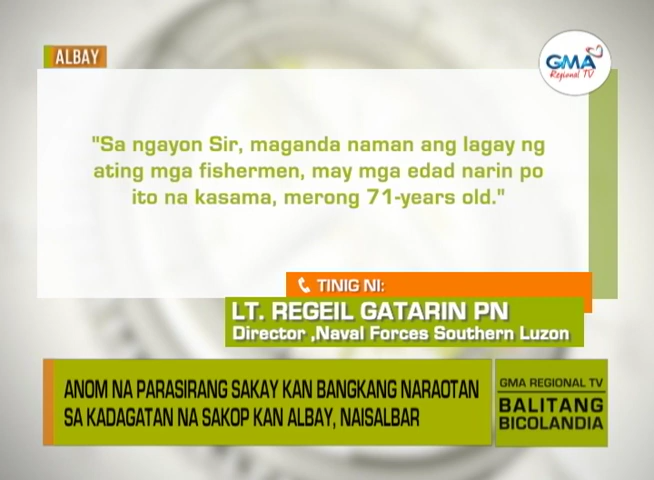 ALBAY
GMA
Regional TV
"Sa ngayon Sir, maganda naman ang lagay ng
ating mga fishermen, may mga edad narin po
ito na kasama, merong 71-years old."
TINIG NI:
LT. REGEIL GATARIN PN
Director ,Naval Forces Southern Luzon
ANOM NA PARASIRANG SAKAY KAN BANGKANG NARAOTAN
SA KADAGATAN NA SAKOP KAN ALBAY, NAISALBAR
GMA REGIONAL TV
BALITANG
BICOLANDIA